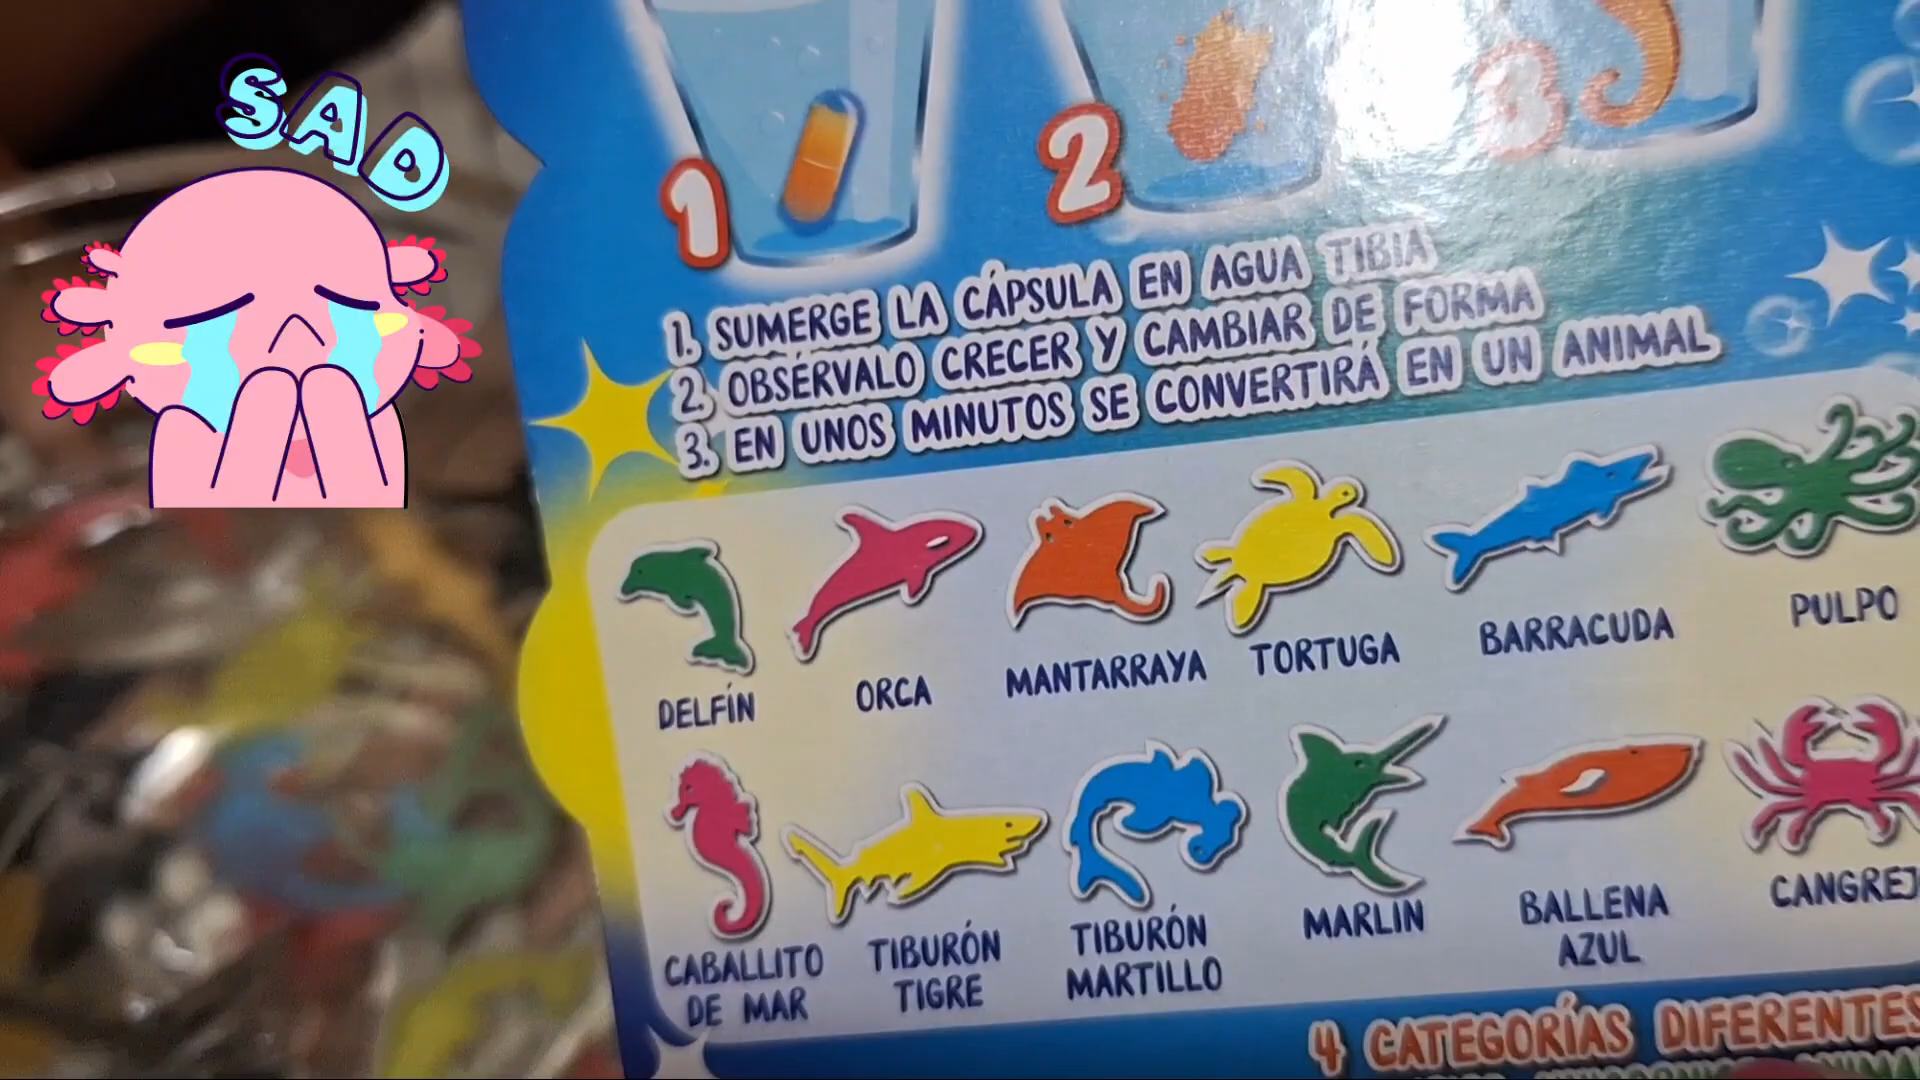 SAD
1
2
3
1. SUMERGE LA CÁPSULA EN AGUA TIBIA
2. OBSÉRVALO CRECER Y CAMBIAR DE FORMA
3. EN UNOS MINUTOS SE CONVERTIRÁ EN UN ANIMAL
DELFÍN
ORCA
MANTARRAYA
TORTUGA
BARRACUDA
PULPO
CABALLITO
DE MAR
TIBURÓN
TIGRE
TIBURÓN
MARTILLO
MARLIN
BALLENA
AZUL
CANGREJ
4 CATEGORÍAS DIFERENTES